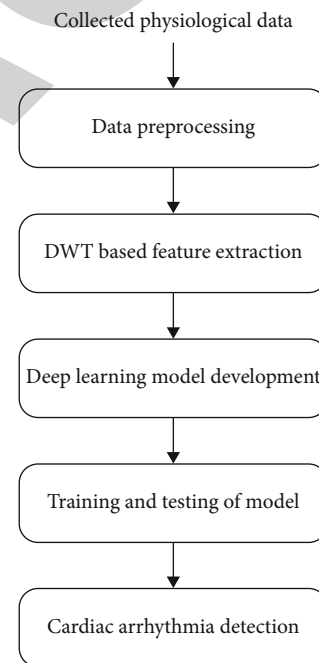 Collected physiological data
Data preprocessing
DWT based feature extraction
Deep learning model development
Training and testing of model
Cardiac arrhythmia detection